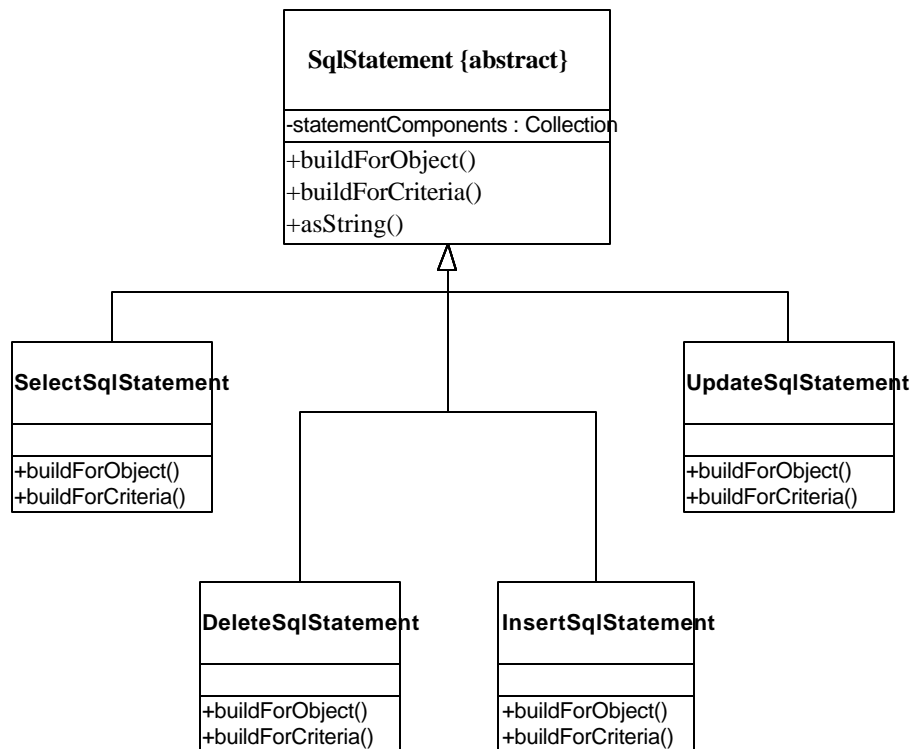 SqlStatement {abstract}
-statementComponents : Collection
+buildForObject()
+buildForCriteria()
+asString()
SelectSqlStatement
+buildForObject()
+buildForCriteria()
UpdateSqlStatement
+buildForObject()
+buildForCriteria()
DeleteSqlStatement
+buildForObject()
+buildForCriteria()
InsertSqlStatement
+buildForObject()
+buildForCriteria()